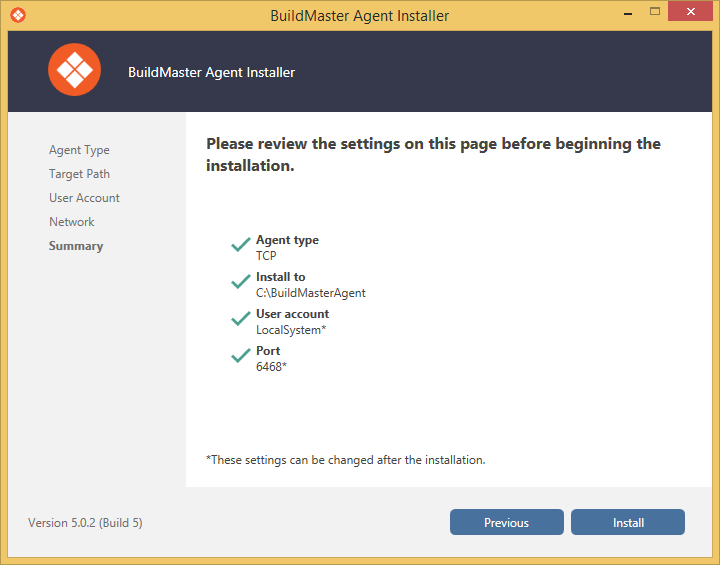 BuildMaster Agent Installer
BuildMaster Agent Installer
Agent Type
Target Path
User Account
Network
Summary
Please review the settings on this page before beginning the
installation.
Agent type
TCP
Install to
C:\BuildMasterAgent
User account
LocalSystem*
Port
6468*
*These settings can be changed after the installation.
Version 5.0.2 (Build 5)
Previous
Install